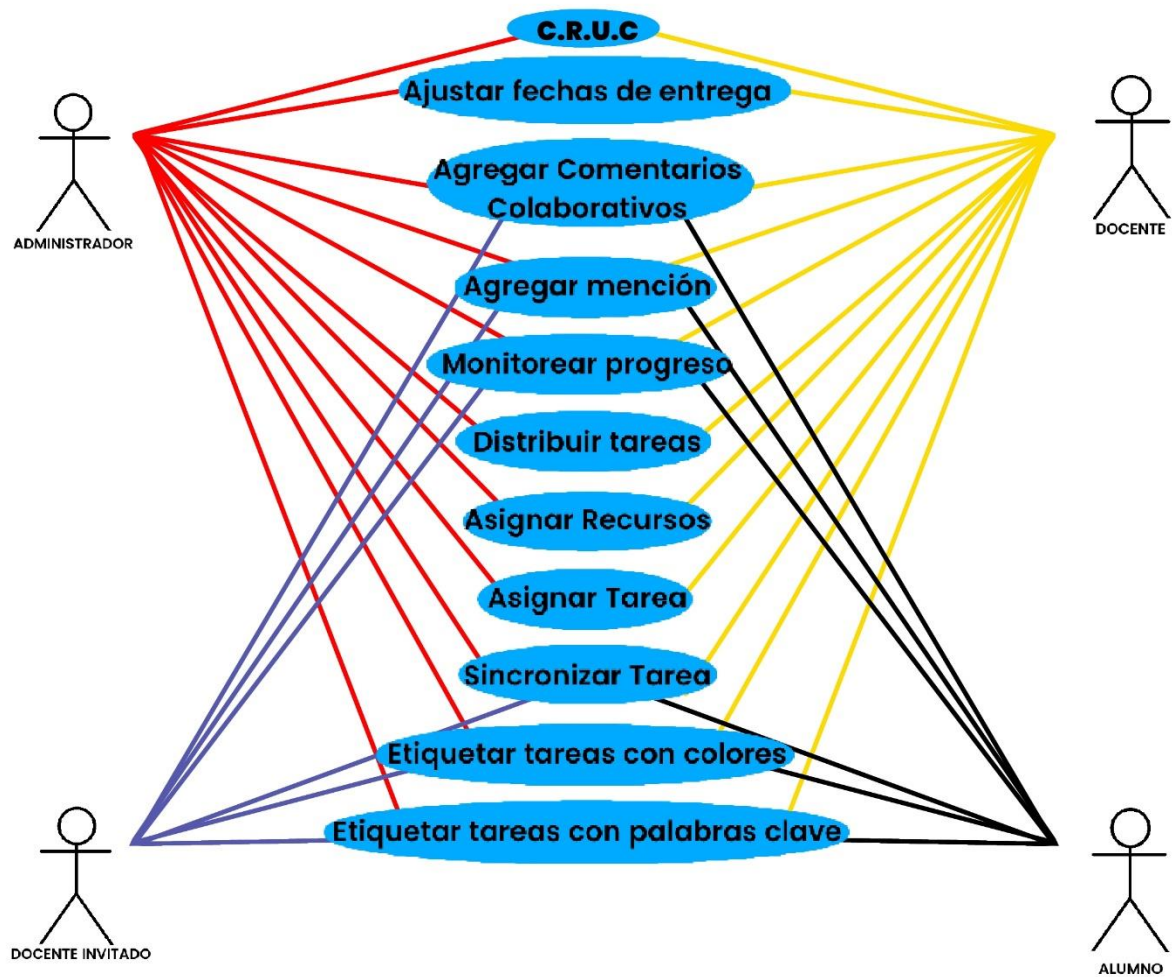 C.R.U.C
Ajustar fechas de entrega
Agregar Comentarios
Colaborativos
ADMINISTRADOR
DOCENTE
Agregar mención
Monitorear progreso
Distribuir tareas
Asignar Recursos
Asignar Tarea
Sincronizar Tarea
Etiquetar tareas con colores
Etiquetar tareas con palabras clave
DOCENTE INVITADO
ALUMNO